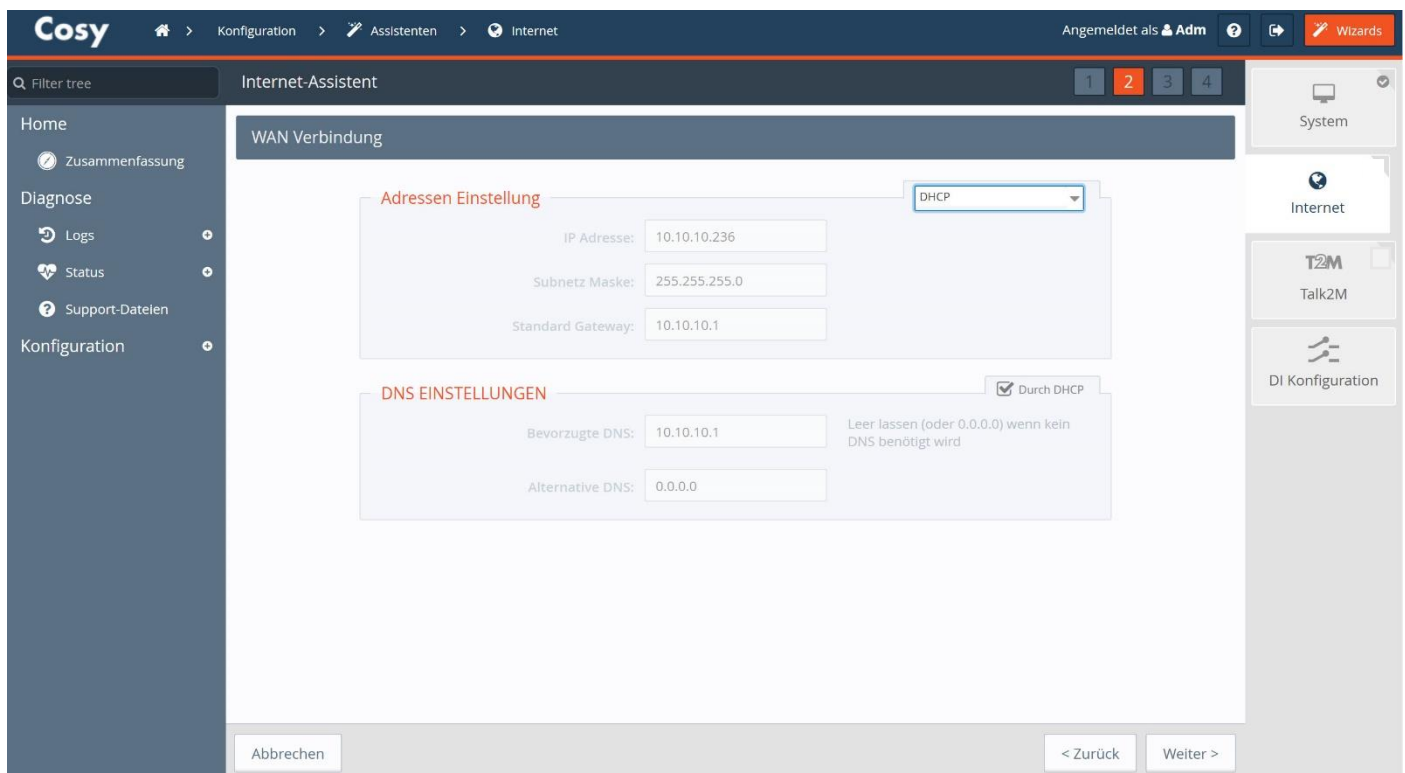 Cosy > Konfiguration > Assistenten > Internet Angemeldet als Adm Wizards
Filter tree
Home
Zusammenfassung
Diagnose
Logs
Status
Support-Dateien
Konfiguration
Internet-Assistent 1 2 3 4
WAN Verbindung
Adressen Einstellung DHCP
IP Adresse: 10.10.10.236
Subnetz Maske: 255.255.255.0
Standard Gateway: 10.10.10.1
DNS EINSTELLUNGEN Durch DHCP
Bevorzugte DNS: 10.10.10.1 Leer lassen (oder 0.0.0.0) wenn kein
DNS benötigt wird
Alternative DNS: 0.0.0.0
Abbrechen < Zurück Weiter >
System
Internet
T2M
Talk2M
DI Konfiguration